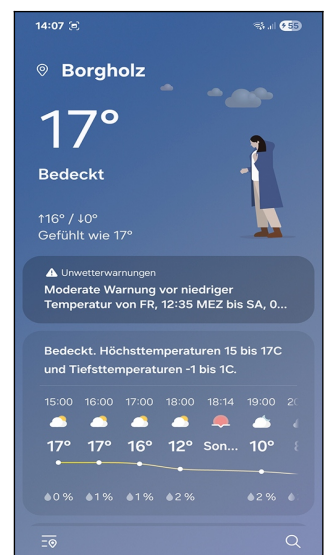 14:07 55
Borgholz
17°
Bedeckt
↑16° / ↓0°
Gefühlt wie 17°
Unwetterwarnungen
Moderate Warnung vor niedriger
Temperatur von FR, 12:35 MEZ bis SA, 0...
Bedeckt. Höchsttemperaturen 15 bis 17C
und Tiefsttemperaturen -1 bis 1C.
15:00 16:00 17:00 18:00 18:14 19:00
17° 17° 16° 12° Son... 10°
0 % 1 % 1 % 2 % 2 %